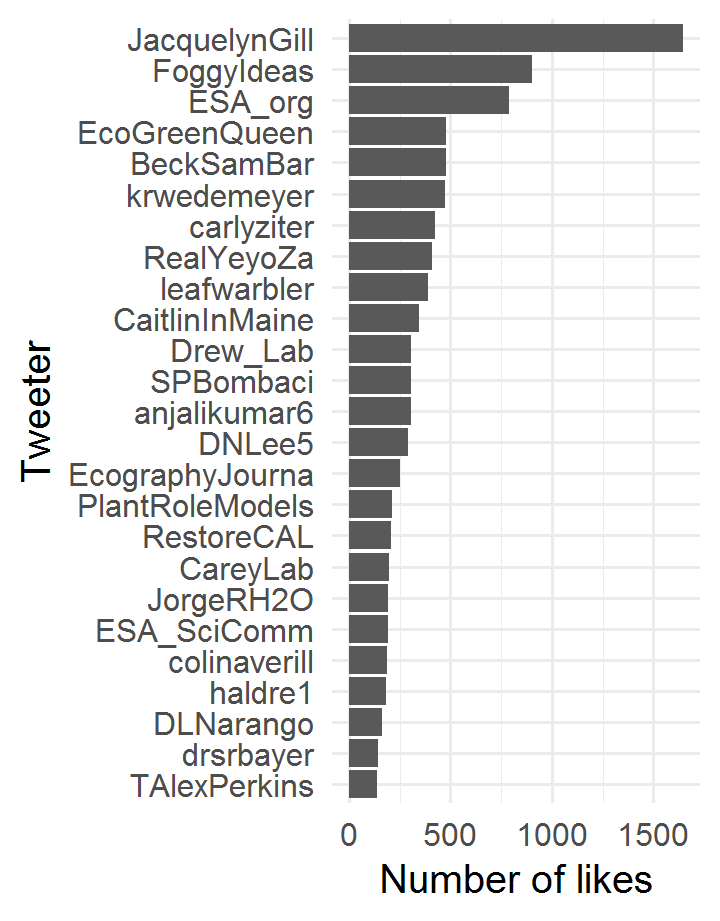 JacquelynGill
FoggyIdeas
ESA_org
EcoGreenQueen
BeckSamBar
krwedemeyer
carlyziter
RealYeyoZa
leafwarbler
CaitlinInMaine
Drew_Lab
SPBombaci
anjalikumar6
DNLee5
EcographyJourna
PlantRoleModels
RestoreCAL
CareyLab
JorgeRH2O
ESA_SciComm
colinaverill
haldre1
DLNarango
drsrbayer
TAlexPerkins
Tweeter
0 500 1000 1500
Number of likes